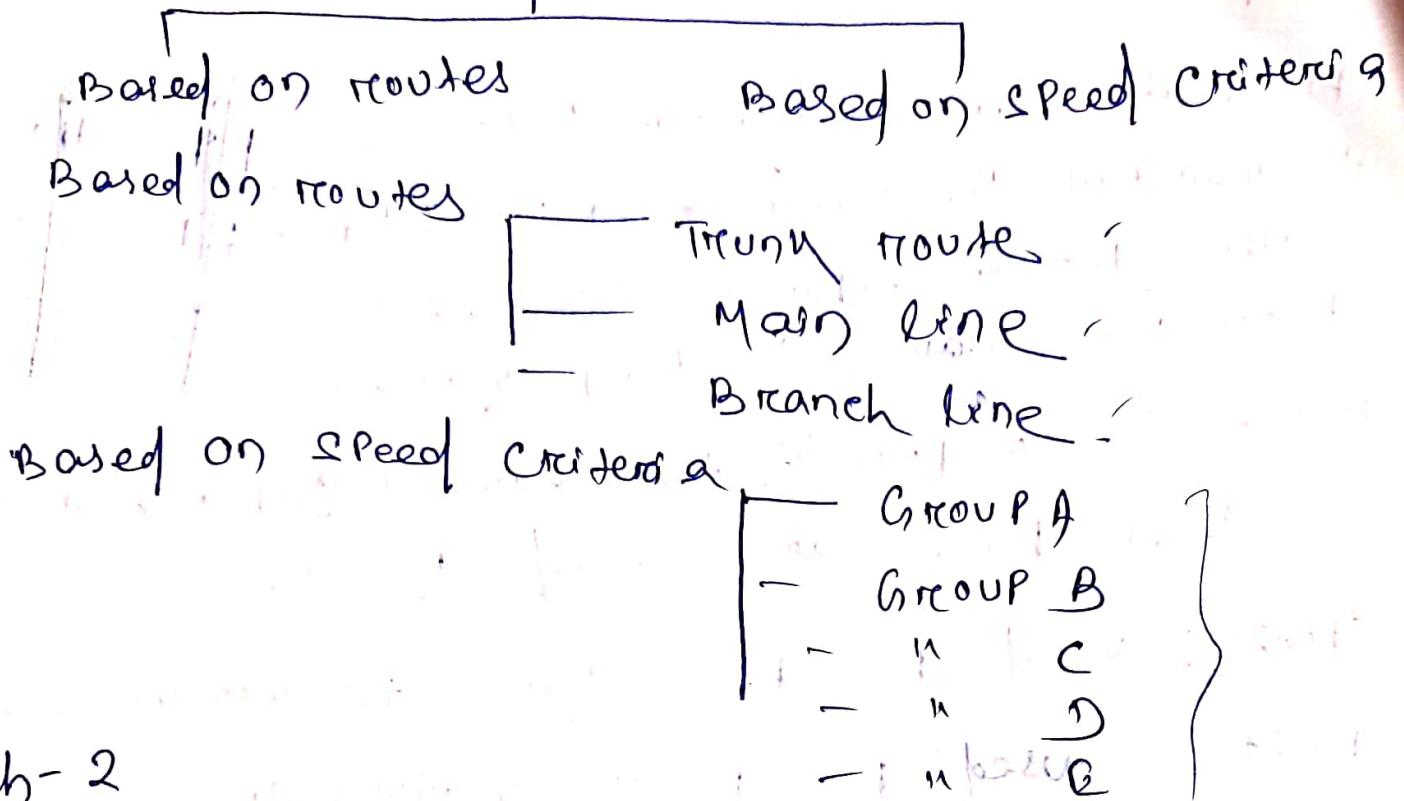 Based on routes Based on speed criteria
Based on routes
Trunk route
Main line
Branch line
Based on speed criteria
Group A
Group B
" C
" D
" E
h-2